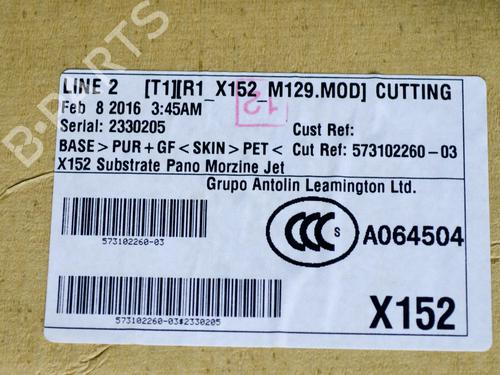 B-PARTS
LINE 2 [T1][R1_X152_M129.MOD] CUTTING
Feb 8 2016 3:45AM
12
Serial: 2330205 Cust Ref:
BASE>PUR+GF<SKIN>PET< Cut Ref: 573102260-03
X152 Substrate Pano Morzine Jet
Grupo Antolin Leamington Ltd.
CCC S A064504
573102260-03
X152
573102260-03#2330205